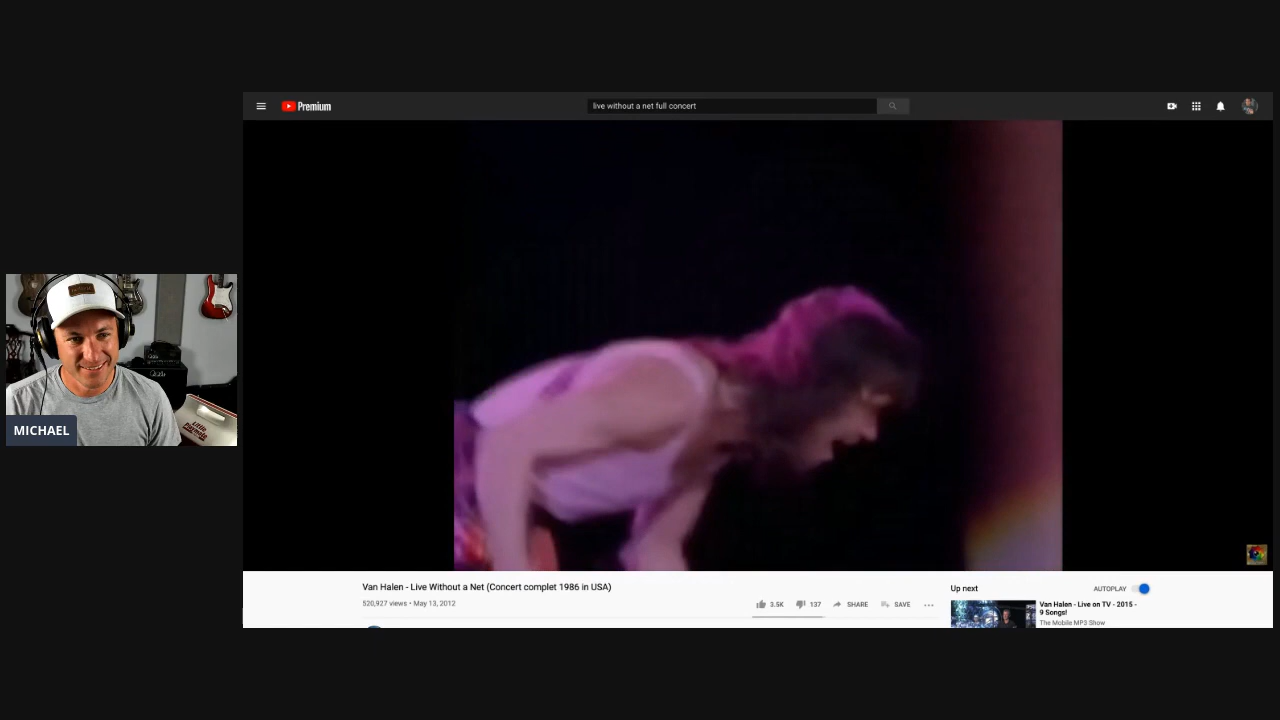 Premium
live without a net full concert
MICHAEL
Van Halen - Live Without a Net (Concert complet 1986 in USA)
520,927 views • May 13, 2012
3.5K
137
SHARE
SAVE
Up next
AUTOPLAY
Van Halen - Live on TV - 2015 -
9 Songs!
The Mobile MP3 Show